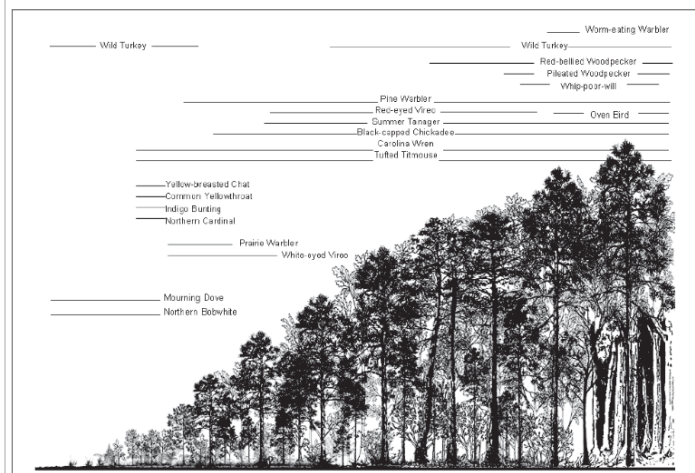 Worm-eating Warbler
Wild Turkey
Wild Turkey
Red-bellied Woodpecker
Pileated Woodpecker
Whip-poor-will
Pine Warbler
Red-eyed Vireo
Oven Bird
Summer Tanager
Black-capped Chickadee
Carolina Wren
Tufted Titmouse
Yellow-breasted Chat
Common Yellowthroat
Indigo Bunting
Northern Cardinal
Prairie Warbler
White-eyed Vireo
Mourning Dove
Northern Bobwhite